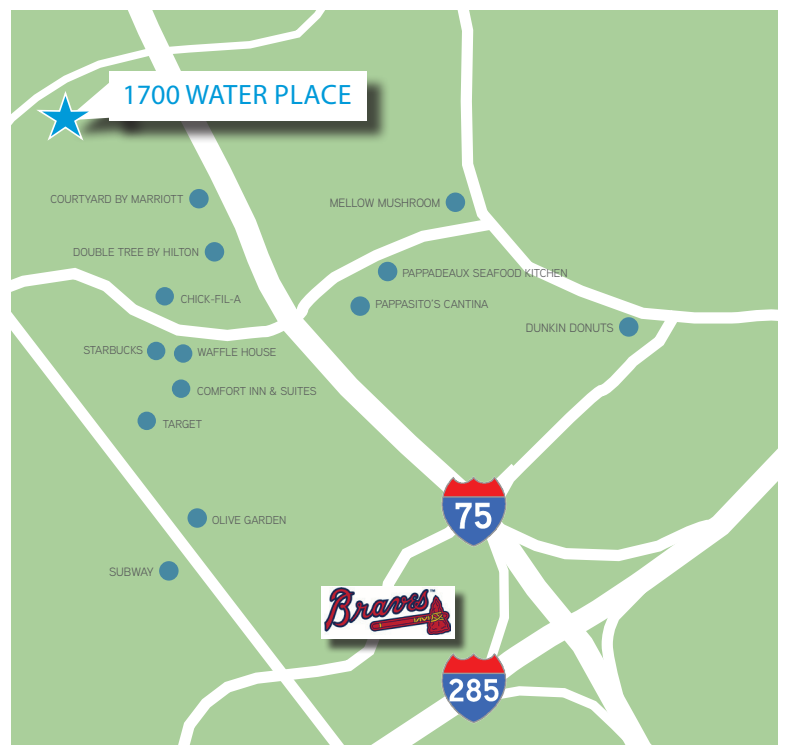 1700 WATER PLACE
COURTYARD BY MARRIOTT
MELLOW MUSHROOM
DOUBLE TREE BY HILTON
PAPPADEAUX SEAFOOD KITCHEN
CHICK-FIL-A
PAPPASITO'S CANTINA
DUNKIN DONUTS
STARBUCKS
WAFFLE HOUSE
COMFORT INN & SUITES
TARGET
75
OLIVE GARDEN
SUBWAY
Braves
285